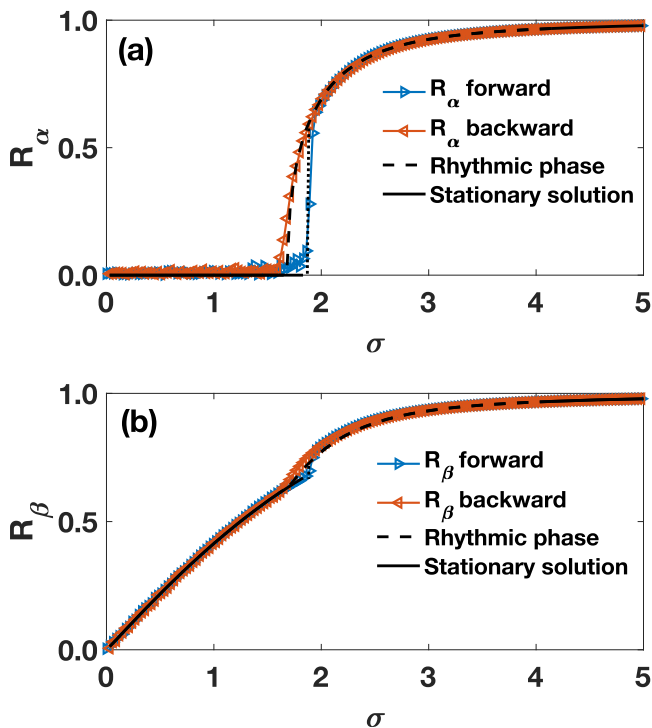 (a)
1.0
0.5
0.0
R_α
R_α forward
R_α backward
Rhythmic phase
Stationary solution
0 1 2 3 4 5
σ
(b)
1.0
0.5
0.0
R_β
R_β forward
R_β backward
Rhythmic phase
Stationary solution
0 1 2 3 4 5
σ